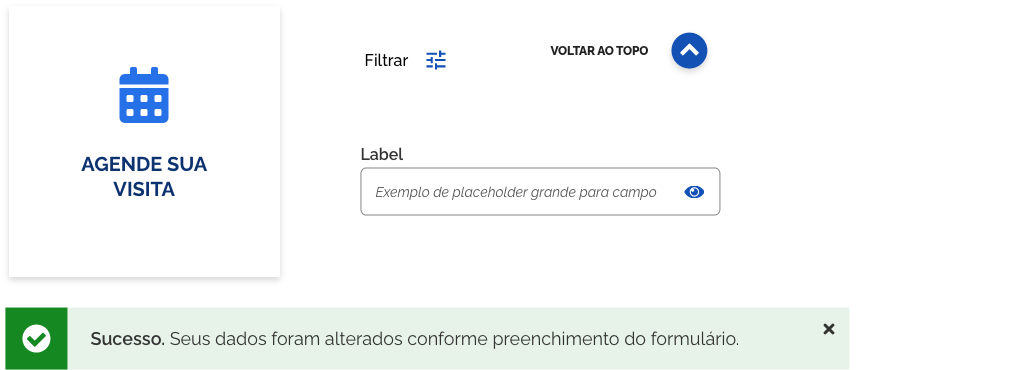 Filtrar
VOLTAR AO TOPO
AGENDE SUA
VISITA
Label
Exemplo de placeholder grande para campo
Sucesso. Seus dados foram alterados conforme preenchimento do formulário.